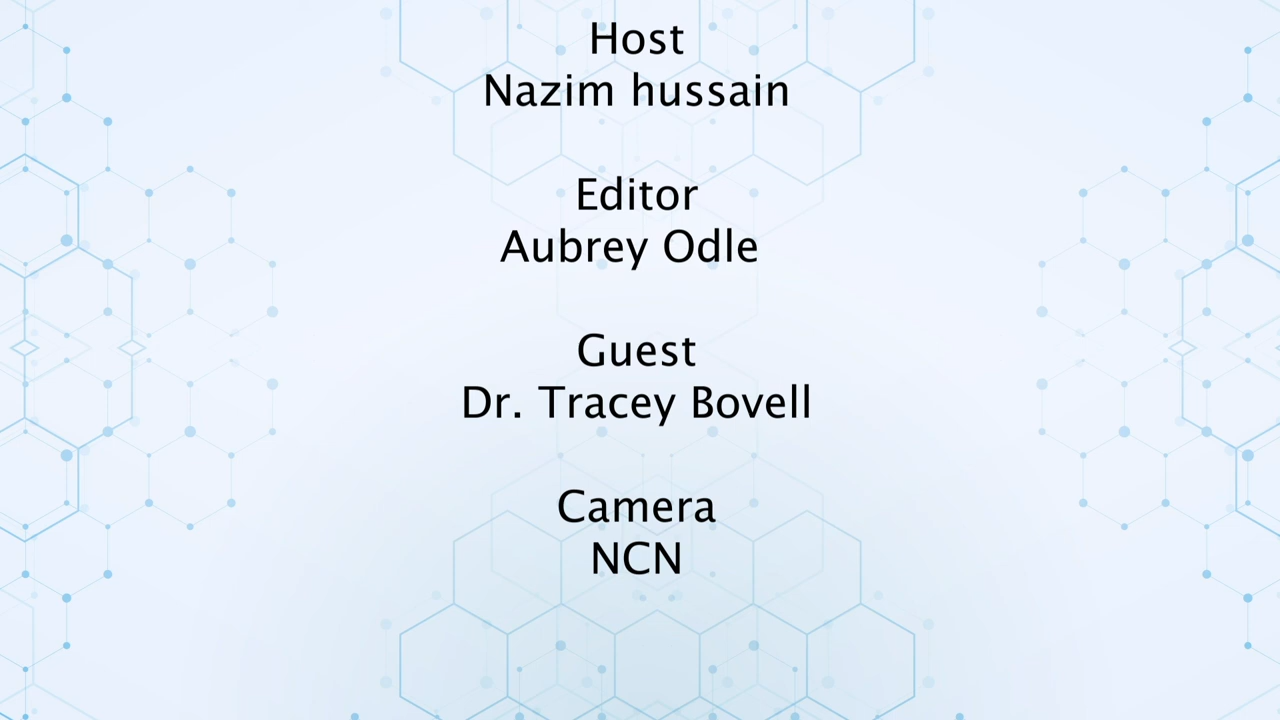 Host
Nazim hussain
Editor
Aubrey Odle
Guest
Dr. Tracey Bovell
Camera
NCN